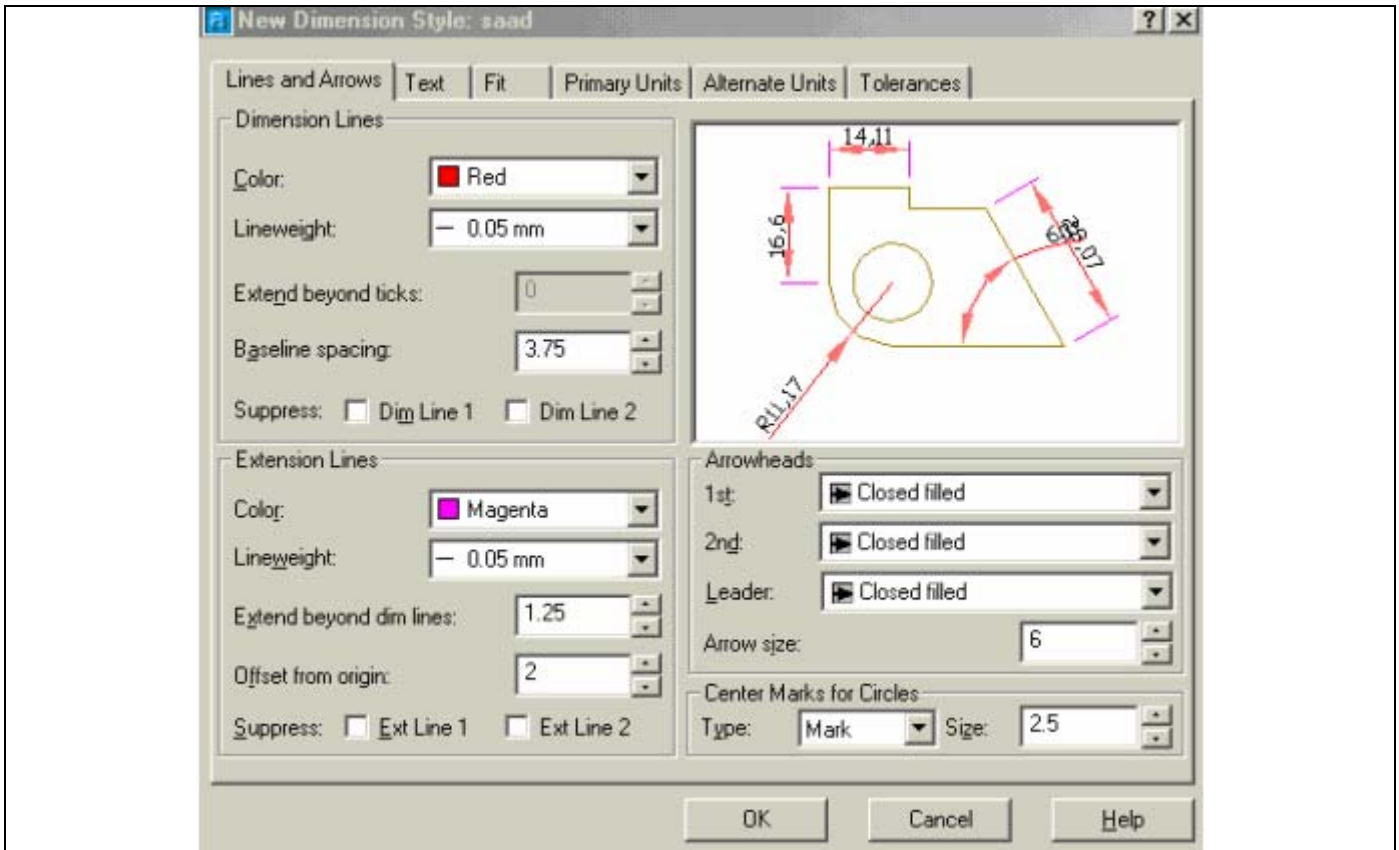 New Dimension Style: saad
Lines and Arrows Text Fit Primary Units Alternate Units Tolerances
Dimension Lines
Color: Red
Lineweight: 0.05 mm
Extend beyond ticks: 0
Baseline spacing: 3.75
Suppress: Dim Line 1 Dim Line 2
14,11
16,6
R11,17
Extension Lines
Color: Magenta
Lineweight: 0.05 mm
Extend beyond dim lines: 1.25
Offset from origin: 2
Suppress: Ext Line 1 Ext Line 2
Arrowheads
1st: Closed filled
2nd: Closed filled
Leader: Closed filled
Arrow size: 6
Center Marks for Circles
Type: Mark Size: 2.5
OK Cancel Help